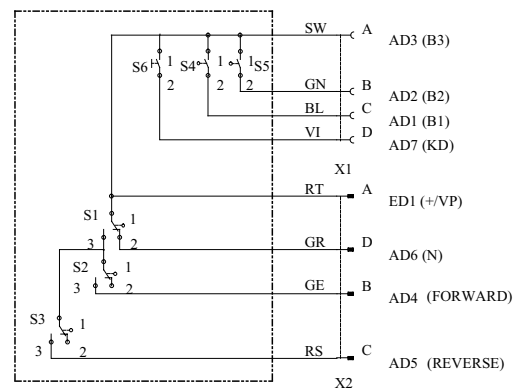 SW A AD3 (B3)
S6 1 2 S4 1 2 1 S5 2
GN B AD2 (B2)
BL C AD1 (B1)
VI D AD7 (KD)
X1
RT A ED1 (+/VP)
S1 1 3 2
GR D AD6 (N)
S2 1 3 2
GE B AD4 (FORWARD)
S3 1 3 2
RS C AD5 (REVERSE)
X2